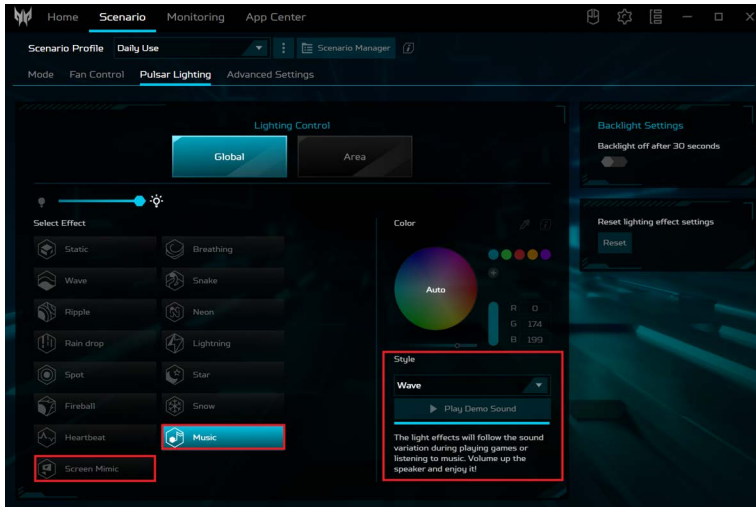 Home Scenario Monitoring App Center
Scenario Profile Daily Use Scenario Manager
Mode Fan Control Pulsar Lighting Advanced Settings
Lighting Control
Global Area
Select Effect
Static Breathing
Wave Snake
Ripple Neon
Rain drop Lightning
Spot Star
Fireball Snow
Heartbeat Music
Screen Mimic
Color
Auto
R 0
G 174
B 199
Style
Wave
Play Demo Sound
The light effects will follow the sound
variation during playing games or
listening to music. Volume up the
speaker and enjoy it!
Backlight Settings
Backlight off after 30 seconds
Reset lighting effect settings
Reset